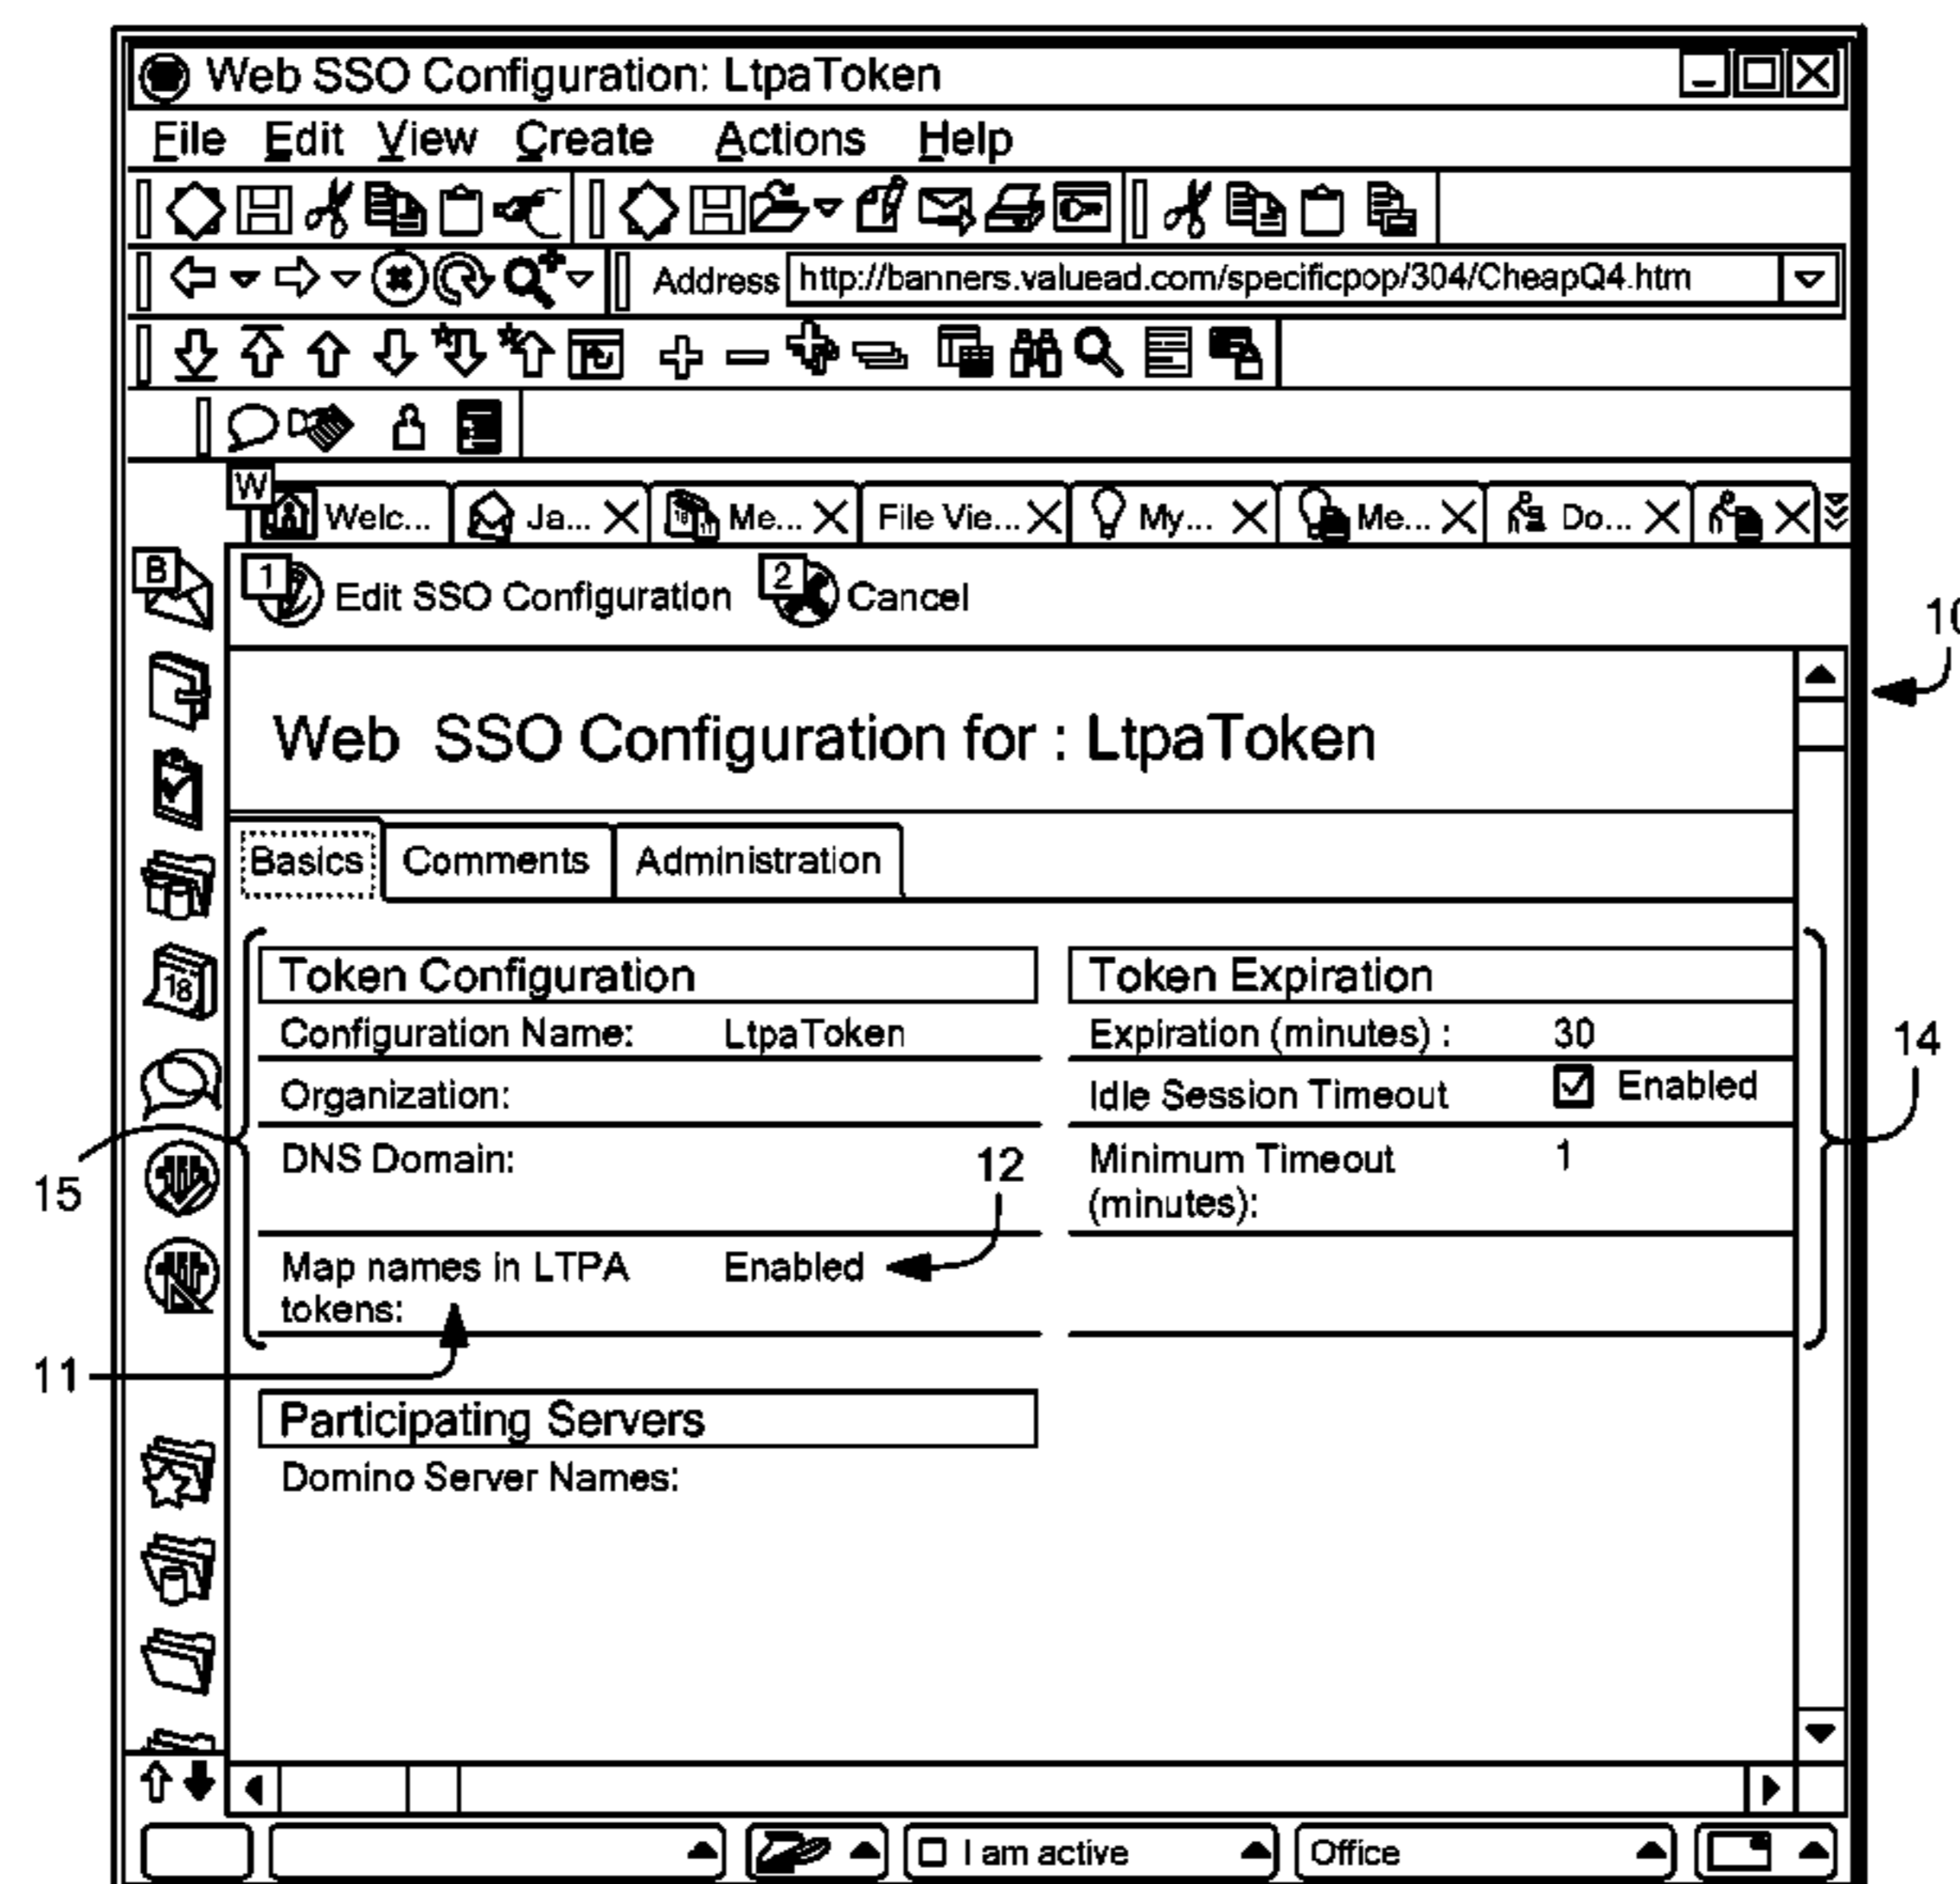 Web SSO Configuration: LtpaToken
File Edit View Create Actions Help
Address http://banners.valuead.com/specificpop/304/CheapQ4.htm
W
Welc... Ja... Me... File Vie... My... Me... Do...
18 11
B
1 Edit SSO Configuration 2 Cancel
10
Web SSO Configuration for : LtpaToken
Basics Comments Administration
Token Configuration Token Expiration
18
Configuration Name: LtpaToken Expiration (minutes) : 30
14
Organization: Idle Session Timeout Enabled
DNS Domain: 12 Minimum Timeout 1
(minutes):
15
Map names in LTPA Enabled
tokens:
11
Participating Servers
Domino Server Names:
I am active Office